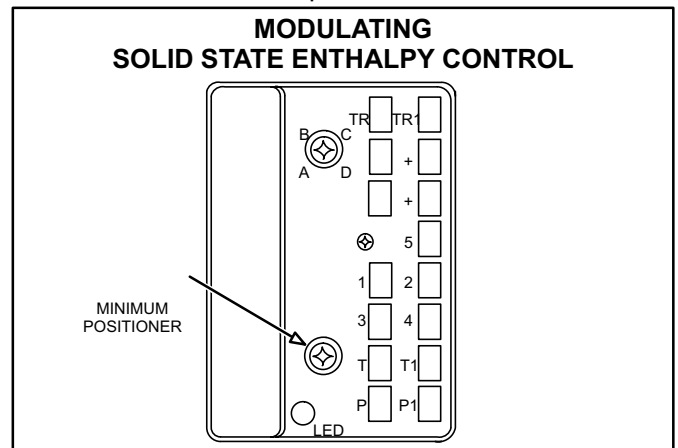 MODULATING
SOLID STATE ENTHALPY CONTROL
TR TR1
B C
A D +
+
5
1 2
MINIMUM
POSITIONER
3 4
T T1
P P1
LED